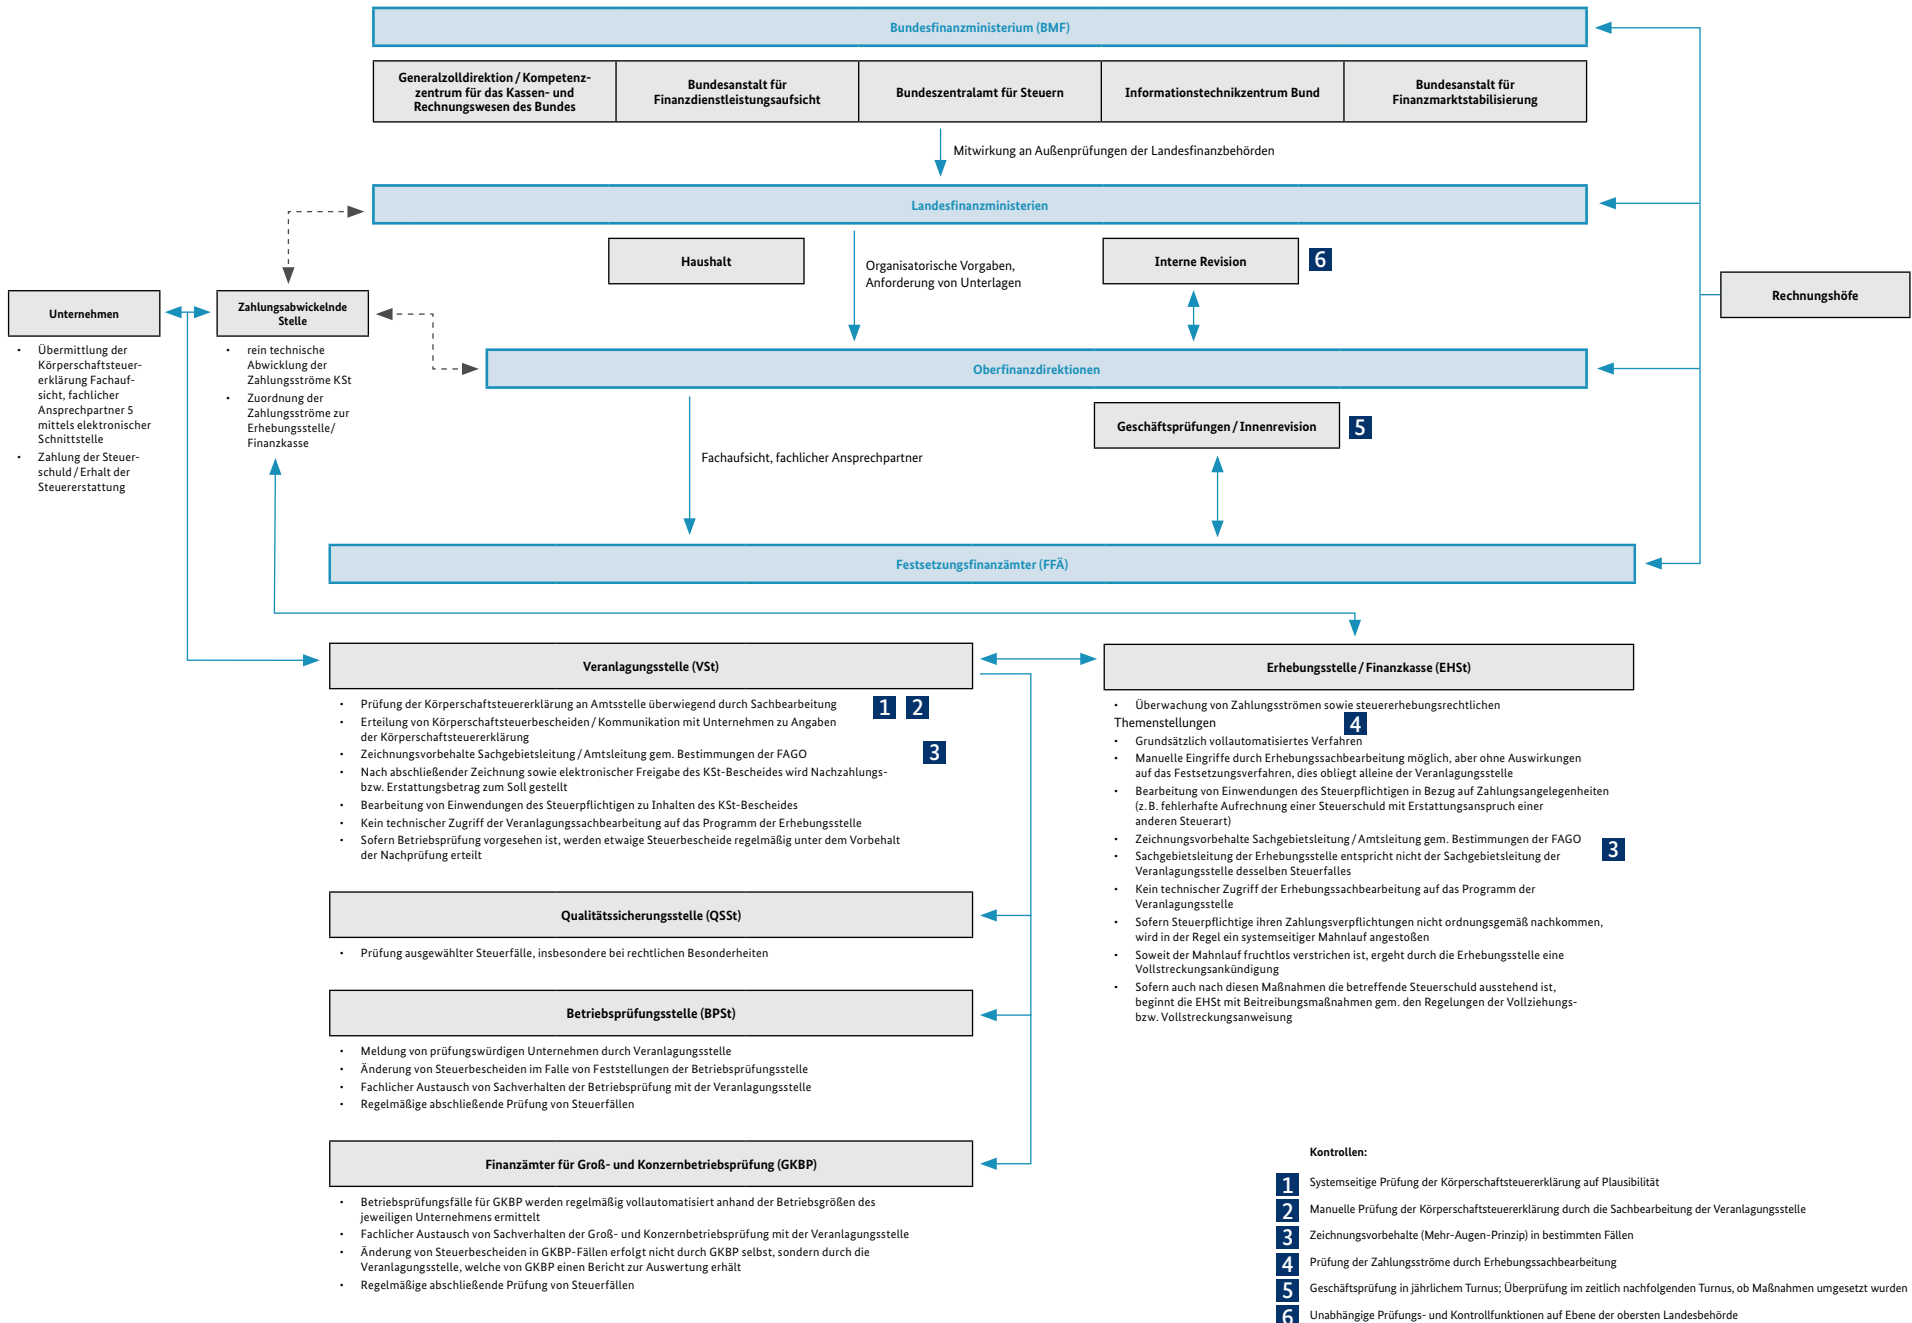 Bundesfinanzministerium (BMF)
Generalzolldirektion / Kompetenz-
zentrum für das Kassen- und
Rechnungswesen des Bundes
Bundesanstalt für
Finanzdienstleistungsaufsicht
Bundeszentralamt für Steuern
Informationstechnikzentrum Bund
Bundesanstalt für
Finanzmarktstabilisierung
Mitwirkung an Außenprüfungen der Landesfinanzbehörden
Landesfinanzministerien
Haushalt
Organisatorische Vorgaben,
Anforderung von Unterlagen
Interne Revision
6
Rechnungshöfe
Unternehmen
• Übermittlung der
Körperschaftsteuer-
erklärung Fachauf-
sicht, fachlicher
Ansprechpartner 5
mittels elektronischer
Schnittstelle
• Zahlung der Steuer-
schuld / Erhalt der
Steuererstattung
Zahlungsabwickelnde
Stelle
• rein technische
Abwicklung der
Zahlungsströme KSt
• Zuordnung der
Zahlungsströme zur
Erhebungsstelle/
Finanzkasse
Oberfinanzdirektionen
Geschäftsprüfungen / Innenrevision
5
Fachaufsicht, fachlicher Ansprechpartner
Festsetzungsfinanzämter (FFÄ)
Veranlagungsstelle (VSt)
• Prüfung der Körperschaftsteuererklärung an Amtsstelle überwiegend durch Sachbearbeitung
1 2
• Erteilung von Körperschaftsteuerbescheiden / Kommunikation mit Unternehmen zu Angaben
der Körperschaftsteuererklärung
• Zeichnungsvorbehalte Sachgebietsleitung / Amtsleitung gem. Bestimmungen der FAGO
3
• Nach abschließender Zeichnung sowie elektronischer Freigabe des KSt-Bescheides wird Nachzahlungs-
bzw. Erstattungsbetrag zum Soll gestellt
• Bearbeitung von Einwendungen des Steuerpflichtigen zu Inhalten des KSt-Bescheides
• Kein technischer Zugriff der Veranlagungssachbearbeitung auf das Programm der Erhebungsstelle
• Sofern Betriebsprüfung vorgesehen ist, werden etwaige Steuerbescheide regelmäßig unter dem Vorbehalt
der Nachprüfung erteilt
Qualitätssicherungsstelle (QSSt)
• Prüfung ausgewählter Steuerfälle, insbesondere bei rechtlichen Besonderheiten
Betriebsprüfungsstelle (BPSt)
• Meldung von prüfungswürdigen Unternehmen durch Veranlagungsstelle
• Änderung von Steuerbescheiden im Falle von Feststellungen der Betriebsprüfungsstelle
• Fachlicher Austausch von Sachverhalten der Betriebsprüfung mit der Veranlagungsstelle
• Regelmäßige abschließende Prüfung von Steuerfällen
Finanzämter für Groß- und Konzernbetriebsprüfung (GKBP)
• Betriebsprüfungsfälle für GKBP werden regelmäßig vollautomatisiert anhand der Betriebsgrößen des
jeweiligen Unternehmens ermittelt
• Fachlicher Austausch von Sachverhalten der Groß- und Konzernbetriebsprüfung mit der Veranlagungsstelle
• Änderung von Steuerbescheiden in GKBP-Fällen erfolgt nicht durch GKBP selbst, sondern durch die
Veranlagungsstelle, welche von GKBP einen Bericht zur Auswertung erhält
• Regelmäßige abschließende Prüfung von Steuerfällen
Erhebungsstelle / Finanzkasse (EHSt)
• Überwachung von Zahlungsströmen sowie steuererhebungsrechtlichen
Themenstellungen
4
• Grundsätzlich vollautomatisiertes Verfahren
• Manuelle Eingriffe durch Erhebungssachbearbeitung möglich, aber ohne Auswirkungen
auf das Festsetzungsverfahren, dies obliegt alleine der Veranlagungsstelle
• Bearbeitung von Einwendungen des Steuerpflichtigen in Bezug auf Zahlungsangelegenheiten
(z. B. fehlerhafte Aufrechnung einer Steuerschuld mit Erstattungsanspruch einer
anderen Steuerart)
• Zeichnungsvorbehalte Sachgebietsleitung / Amtsleitung gem. Bestimmungen der FAGO
3
• Sachgebietsleitung der Erhebungsstelle entspricht nicht der Sachgebietsleitung der
Veranlagungsstelle desselben Steuerfalles
• Kein technischer Zugriff der Erhebungssachbearbeitung auf das Programm der
Veranlagungsstelle
• Sofern Steuerpflichtige ihren Zahlungsverpflichtungen nicht ordnungsgemäß nachkommen,
wird in der Regel ein systemseitiger Mahnlauf angestoßen
• Soweit der Mahnlauf fruchtlos verstrichen ist, ergeht durch die Erhebungsstelle eine
Vollstreckungsankündigung
• Sofern auch nach diesen Maßnahmen die betreffende Steuerschuld ausstehend ist,
beginnt die EHSt mit Beitreibungsmaßnahmen gem. den Regelungen der Vollziehungs-
bzw. Vollstreckungsanweisung
Kontrollen:
1 Systemseitige Prüfung der Körperschaftsteuererklärung auf Plausibilität
2 Manuelle Prüfung der Körperschaftsteuererklärung durch die Sachbearbeitung der Veranlagungsstelle
3 Zeichnungsvorbehalte (Mehr-Augen-Prinzip) in bestimmten Fällen
4 Prüfung der Zahlungsströme durch Erhebungssachbearbeitung
5 Geschäftsprüfung in jährlichem Turnus; Überprüfung im zeitlich nachfolgenden Turnus, ob Maßnahmen umgesetzt wurden
6 Unabhängige Prüfungs- und Kontrollfunktionen auf Ebene der obersten Landesbehörde